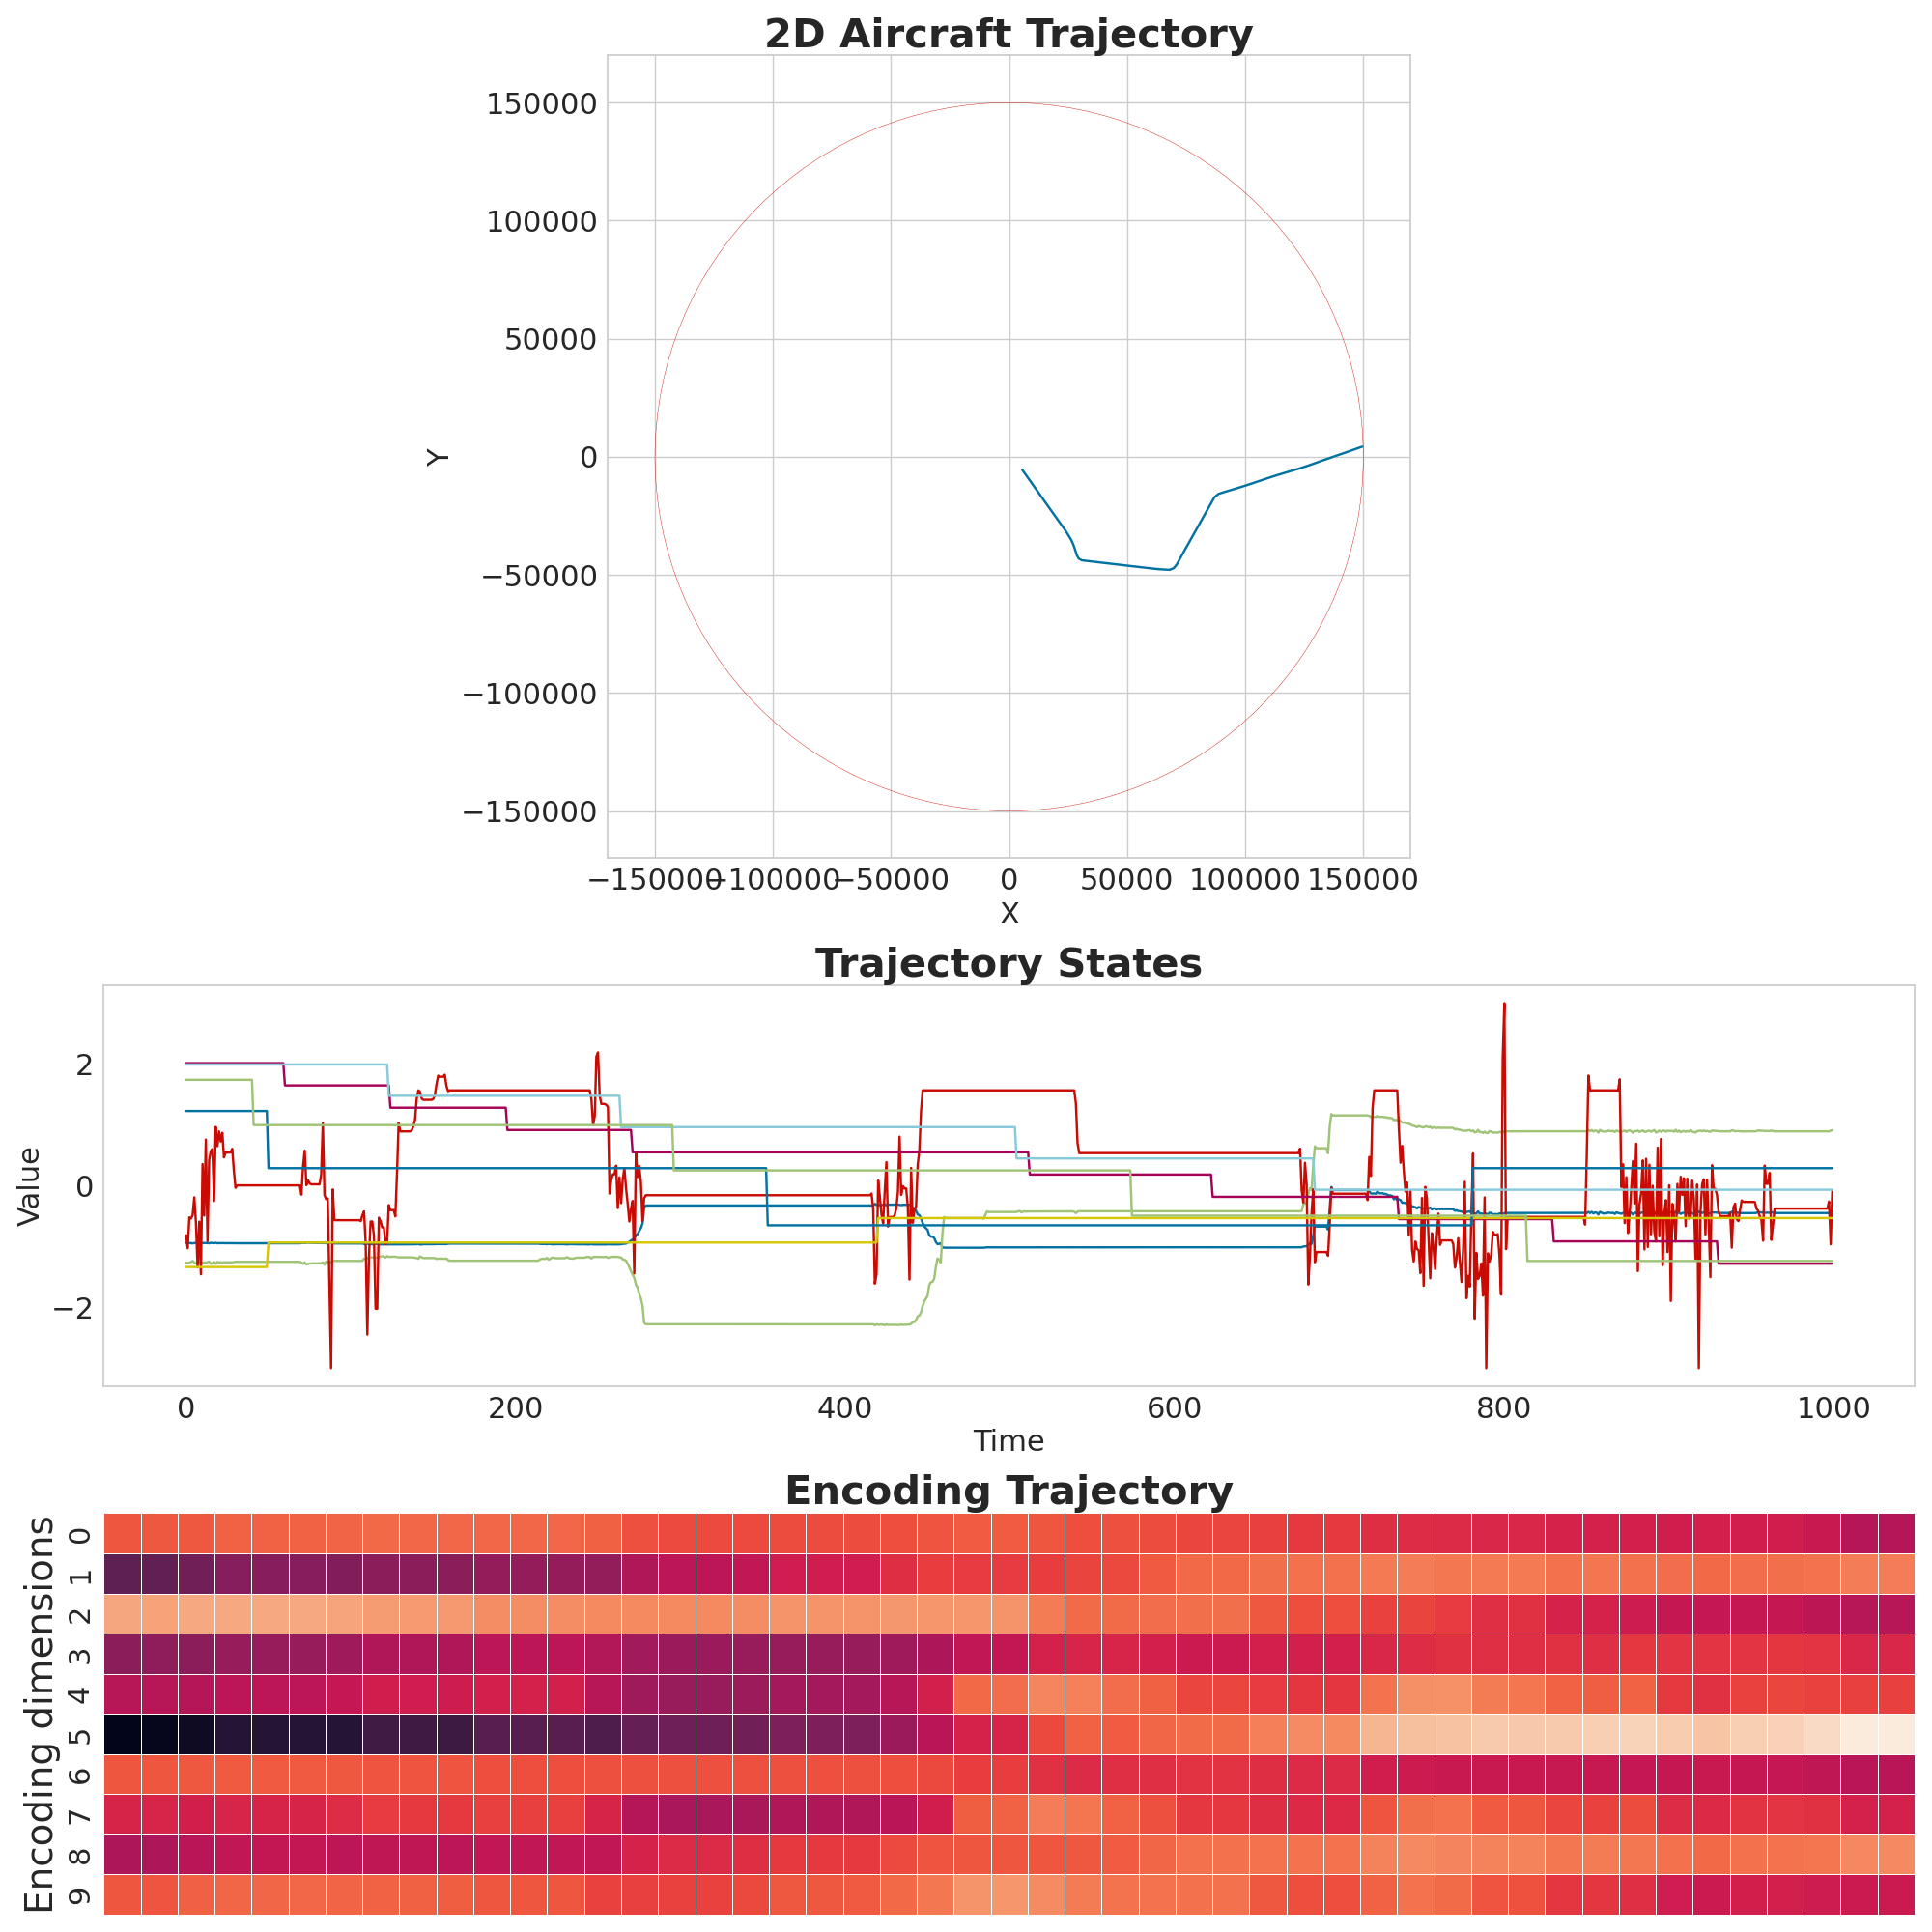 2D Aircraft Trajectory
150000
100000
50000
0
−50000
−100000
−150000
Y
−150000 −100000 −50000 0 50000 100000 150000
X
Trajectory States
2
0
−2
Value
0 200 400 600 800 1000
Time
Encoding Trajectory
Encoding dimensions
0
1
2
3
4
5
6
7
8
9